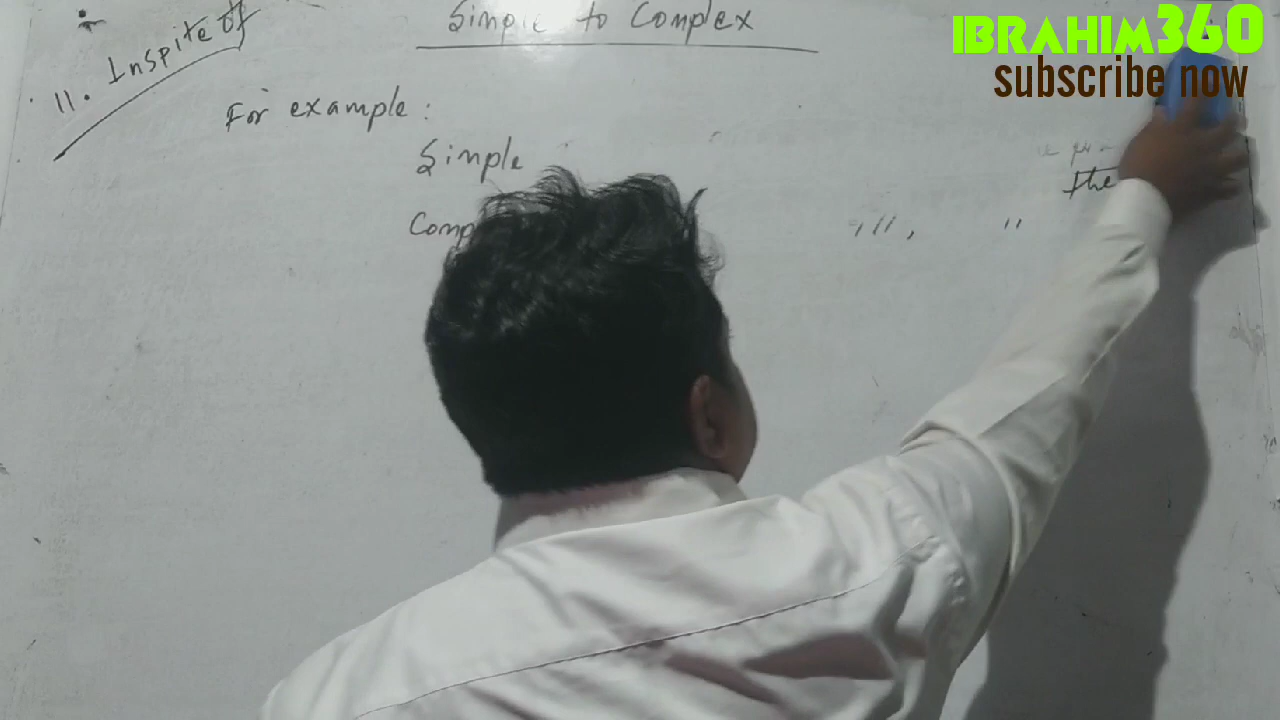 Simple to Complex
IBRAHIM360
subscribe now
11. Inspite of
For example :
Simple
the
Comp